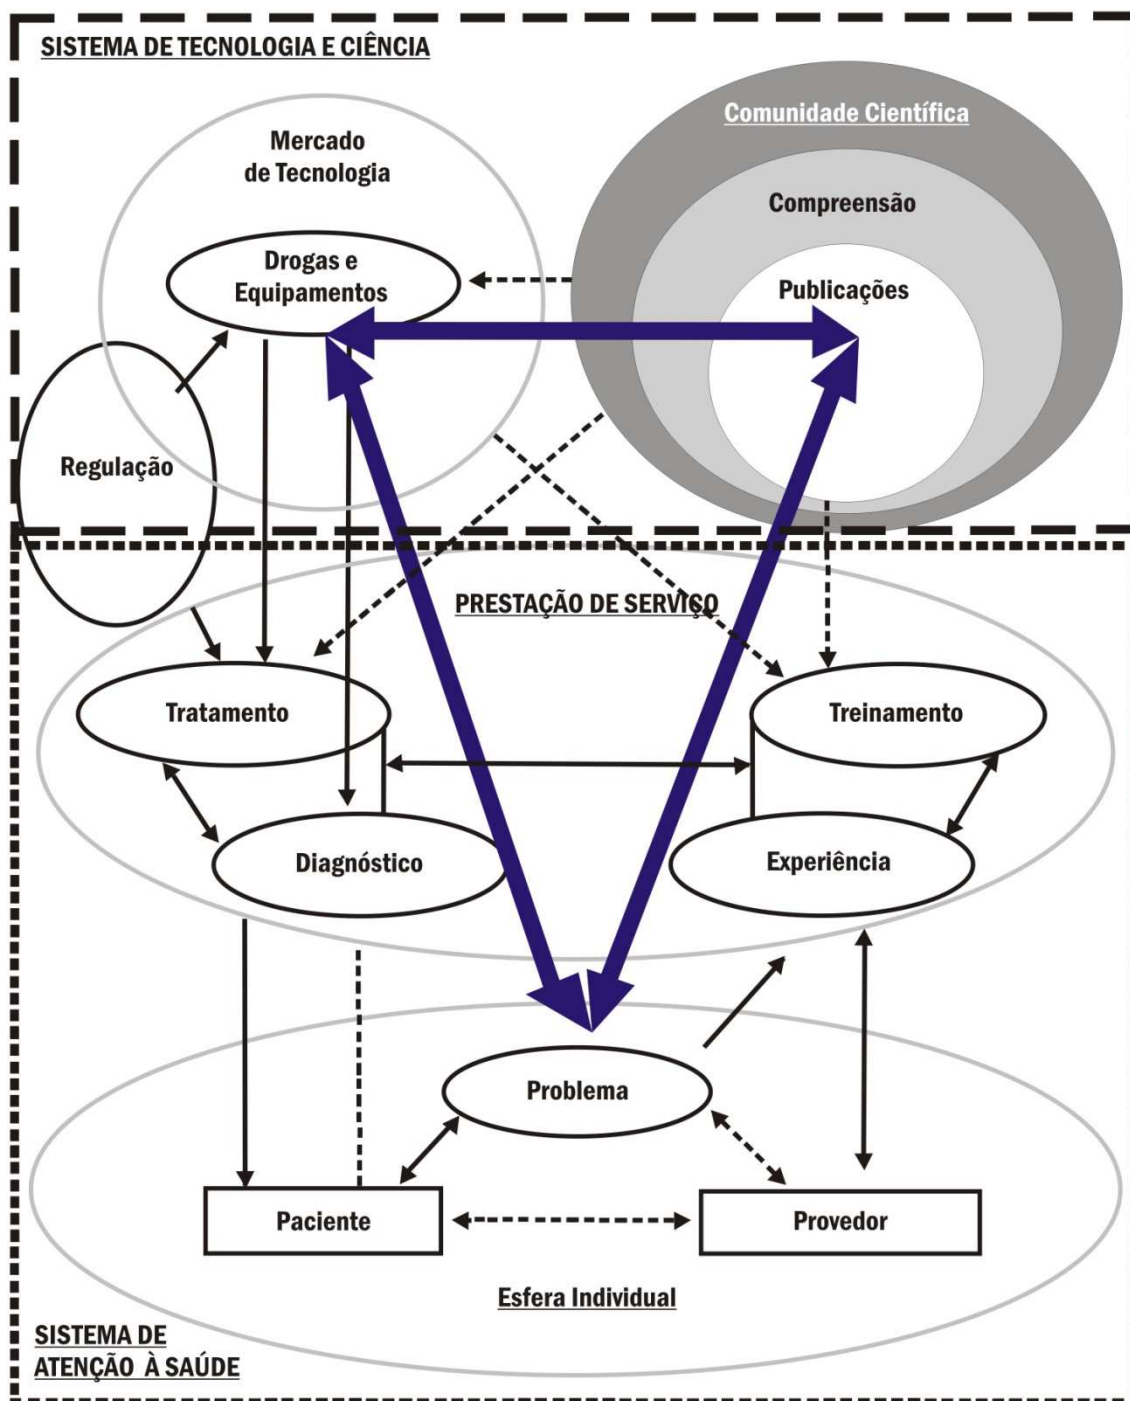 SISTEMA DE TECNOLOGIA E CIÊNCIA
Comunidade Científica
Mercado
de Tecnologia
Compreensão
Drogas e
Equipamentos
Publicações
Regulação
PRESTAÇÃO DE SERVIÇO
Tratamento
Treinamento
Diagnóstico
Experiência
Problema
Paciente
Provedor
Esfera Individual
SISTEMA DE
ATENÇÃO À SAÚDE